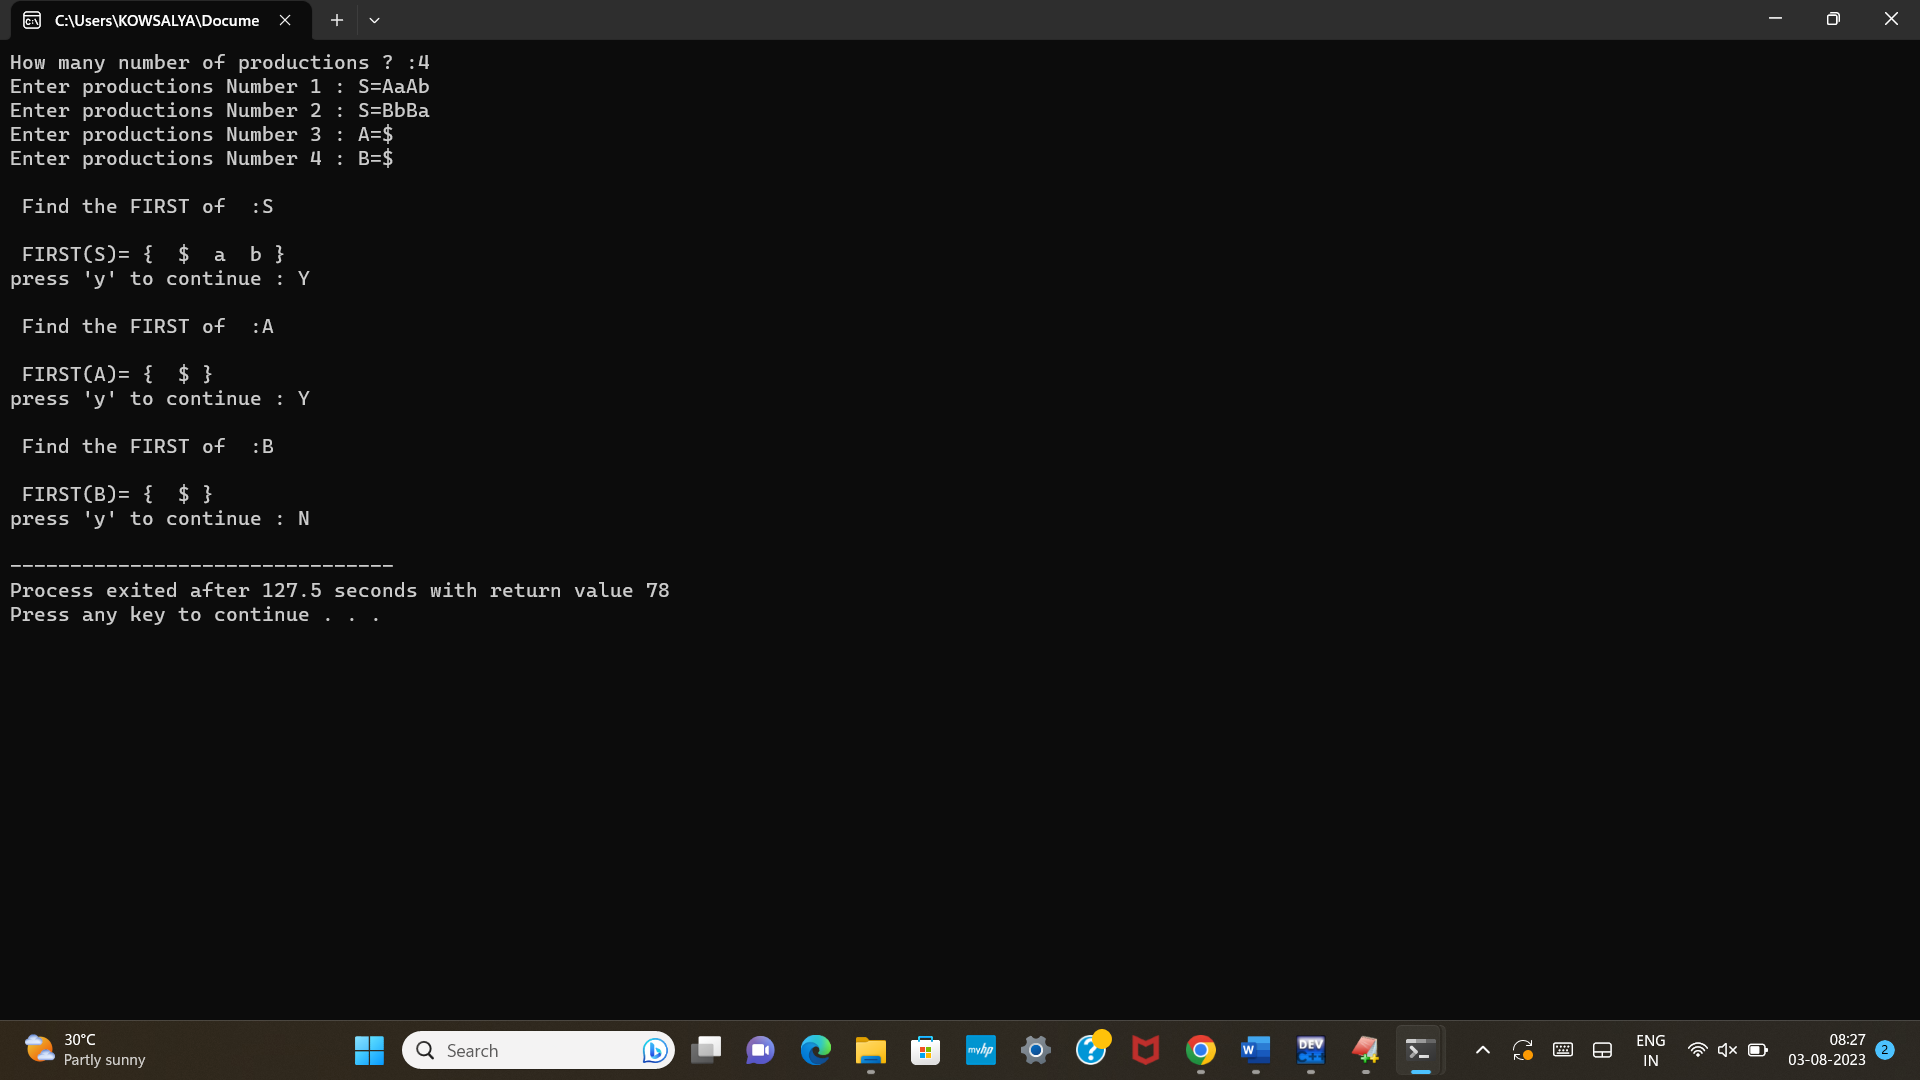 C:\Users\KOWSALYA\Docume
How many number of productions ? :4
Enter productions Number 1 : S=AaAb
Enter productions Number 2 : S=BbBa
Enter productions Number 3 : A=$
Enter productions Number 4 : B=$
Find the FIRST of  :S
FIRST(S)= {  $  a  b }
press 'y' to continue : Y
Find the FIRST of  :A
FIRST(A)= {  $ }
press 'y' to continue : Y
Find the FIRST of  :B
FIRST(B)= {  $ }
press 'y' to continue : N
--------------------------------
Process exited after 127.5 seconds with return value 78
Press any key to continue . . .
30°C
Partly sunny
Search
myhp
W
DEV
C++
ENG
IN
08:27
03-08-2023
2